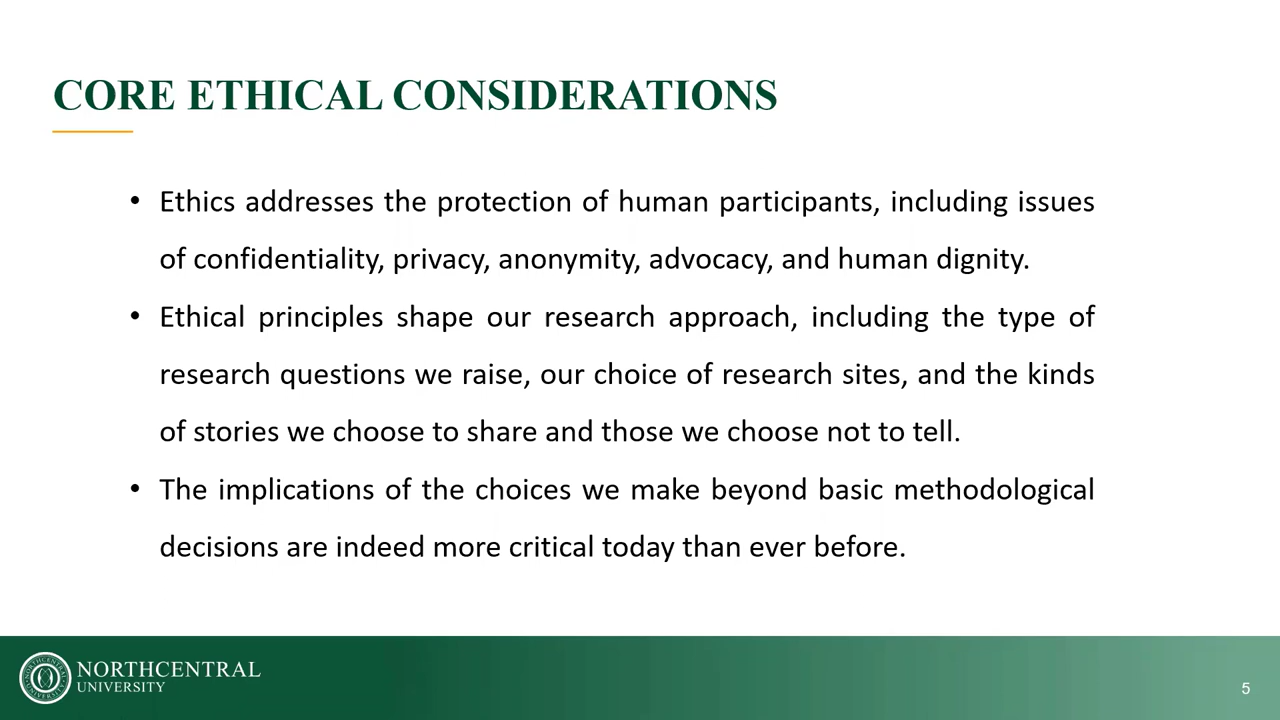 CORE ETHICAL CONSIDERATIONS
• Ethics addresses the protection of human participants, including issues
of confidentiality, privacy, anonymity, advocacy, and human dignity.
• Ethical principles shape our research approach, including the type of
research questions we raise, our choice of research sites, and the kinds
of stories we choose to share and those we choose not to tell.
• The implications of the choices we make beyond basic methodological
decisions are indeed more critical today than ever before.
NORTHCENTRAL
UNIVERSITY
5